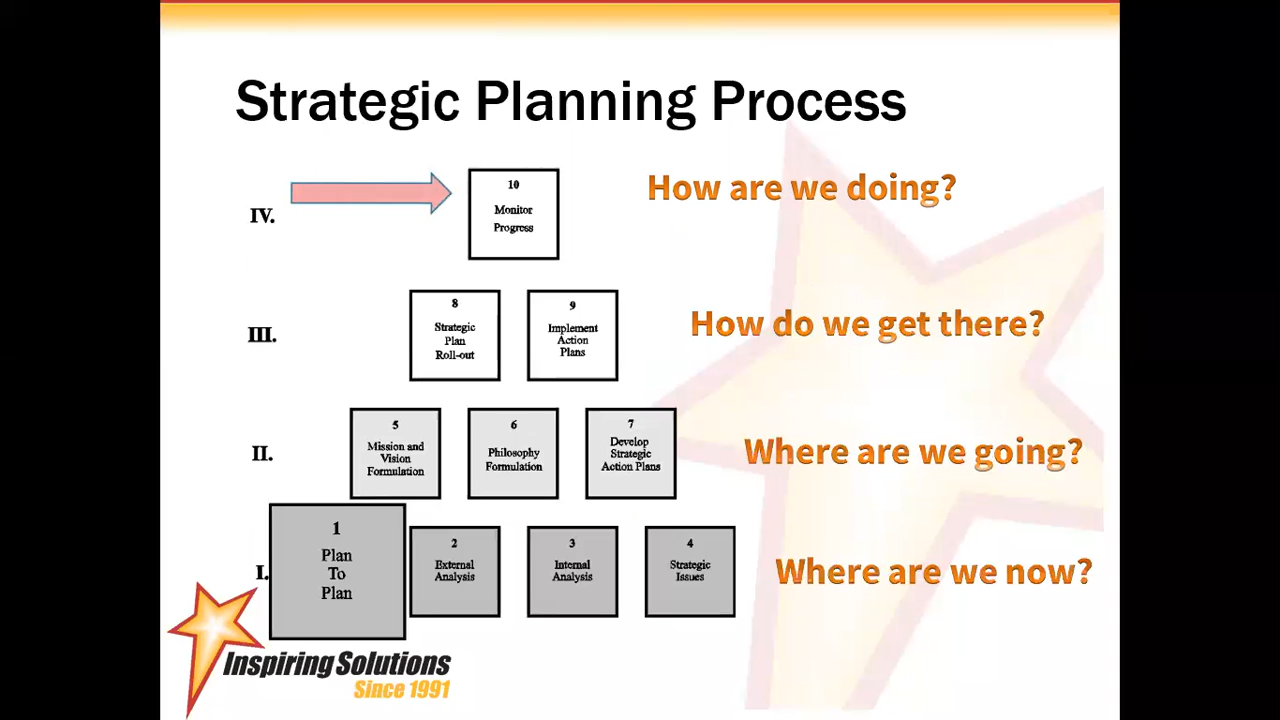 Strategic Planning Process
IV.
10
Monitor
Progress
How are we doing?
III.
8
Strategic
Plan
Roll-out
9
Implement
Action
Plans
How do we get there?
II.
5
Mission and
Vision
Formulation
6
Philosophy
Formulation
7
Develop
Strategic
Action Plans
Where are we going?
I.
1
Plan
To
Plan
2
External
Analysis
3
Internal
Analysis
4
Strategic
Issues
Where are we now?
Inspiring Solutions
Since 1991